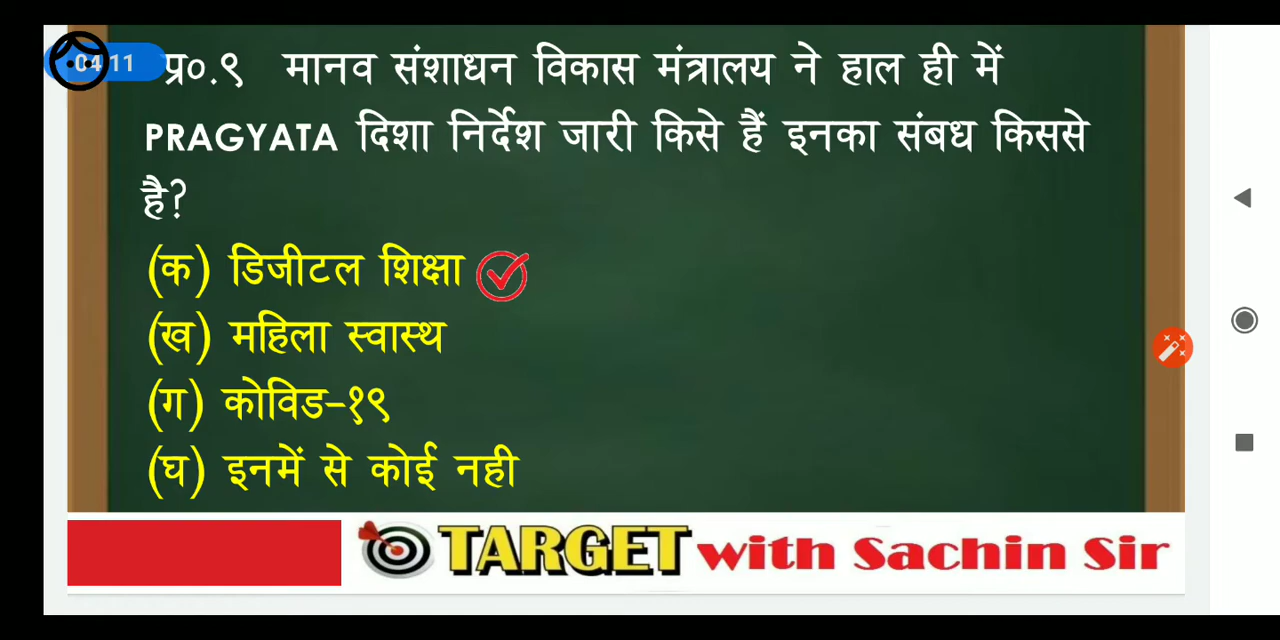 04:11
प्र०.९ मानव संशाधन विकास मंत्रालय ने हाल ही में
PRAGYATA दिशा निर्देश जारी किसे हैं इनका संबध किससे
है?
(क) डिजीटल शिक्षा
(ख) महिला स्वास्थ
(ग) कोविड-१९
(घ) इनमें से कोई नही
TARGET with Sachin Sir